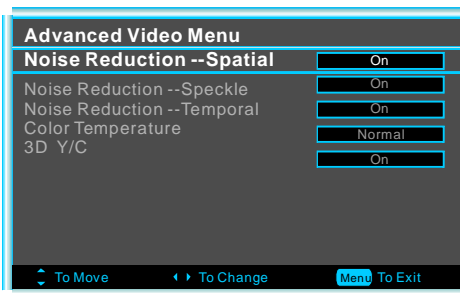 Advanced Video Menu
Noise Reduction --Spatial On
Noise Reduction --Speckle On
Noise Reduction --Temporal On
Color Temperature Normal
3D Y/C On
To Move To Change Menu To Exit